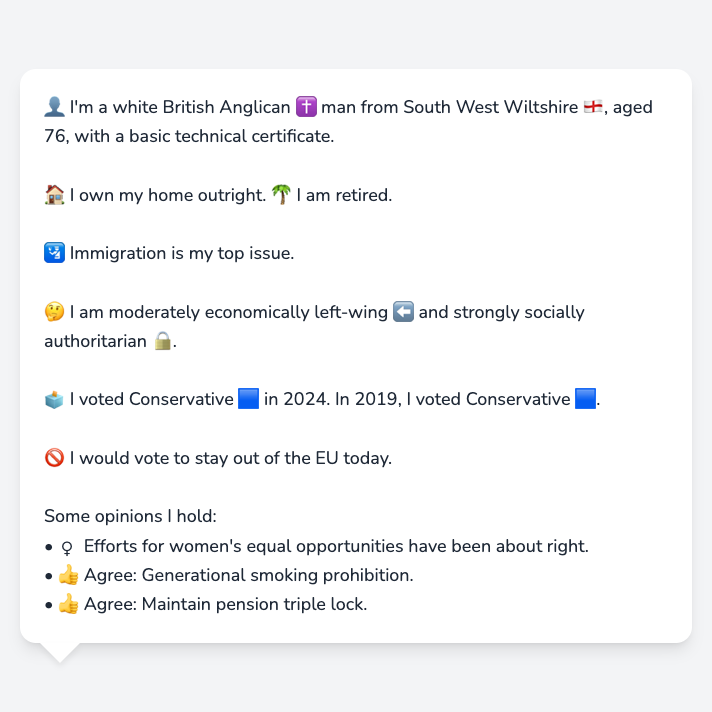 👤 I'm a white British Anglican ✝️ man from South West Wiltshire 🏴󠁧󠁢󠁥󠁮󠁧󠁿, aged
76, with a basic technical certificate.
🏠 I own my home outright. 🌴 I am retired.
🛂 Immigration is my top issue.
🤔 I am moderately economically left-wing ⬅️ and strongly socially
authoritarian 🔒.
🗳️ I voted Conservative 🟦 in 2024. In 2019, I voted Conservative 🟦.
🚫 I would vote to stay out of the EU today.
Some opinions I hold:
• ♀ Efforts for women's equal opportunities have been about right.
• 👍 Agree: Generational smoking prohibition.
• 👍 Agree: Maintain pension triple lock.